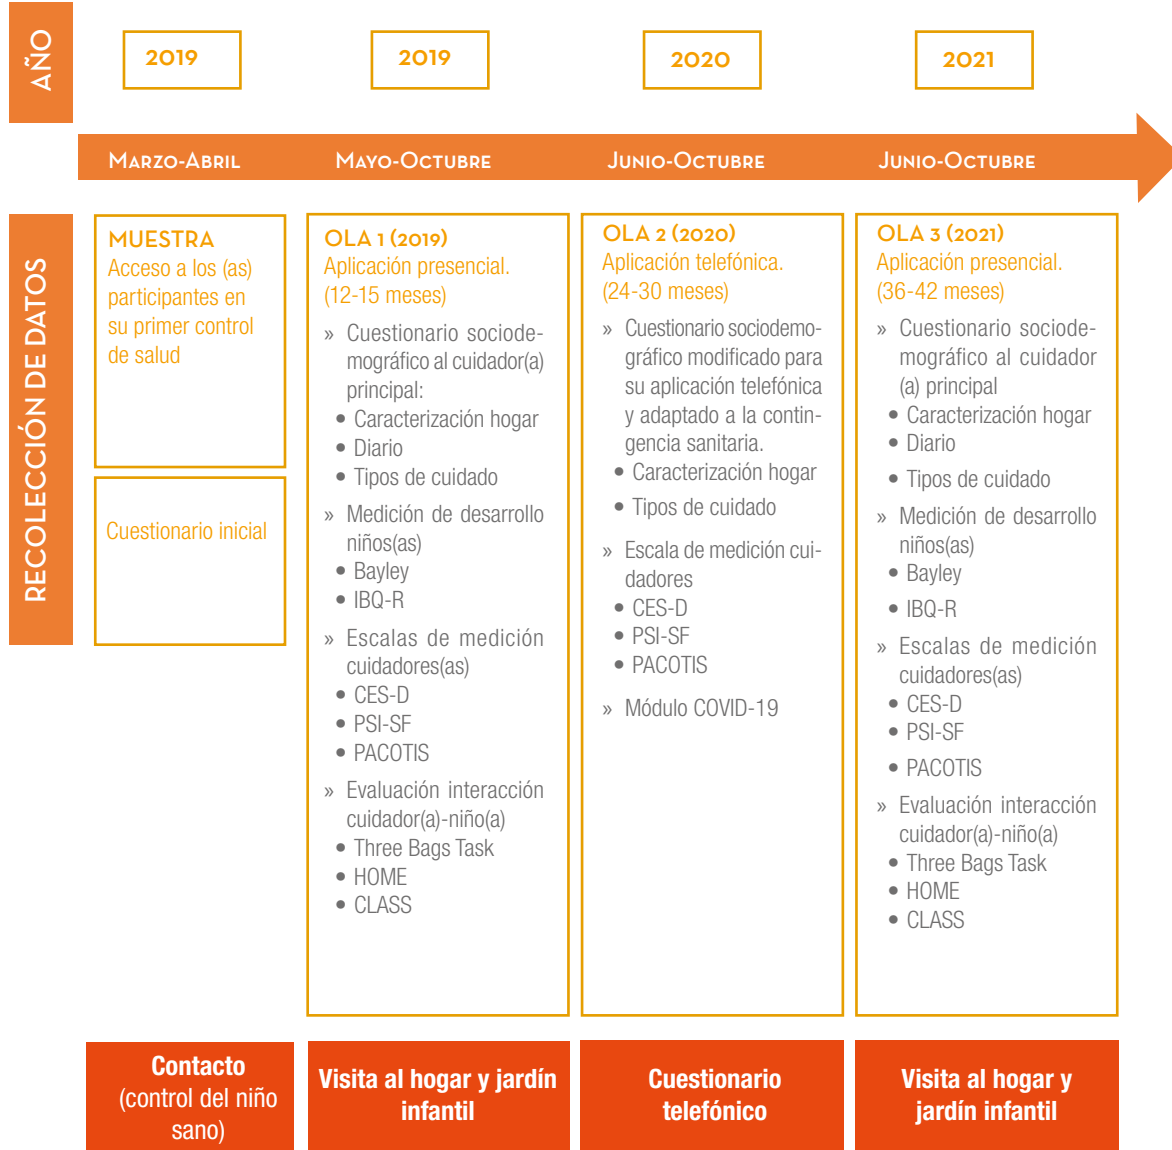 AÑO
2019
2019
2020
2021
Marzo-Abril
Mayo-Octubre
Junio-Octubre
Junio-Octubre
RECOLECCIÓN DE DATOS
MUESTRA
Acceso a los (as)
participantes en
su primer control
de salud
Cuestionario inicial
OLA 1 (2019)
Aplicación presencial.
(12-15 meses)
» Cuestionario sociode-
mográfico al cuidador(a)
principal:
• Caracterización hogar
• Diario
• Tipos de cuidado
» Medición de desarrollo
niños(as)
• Bayley
• IBQ-R
» Escalas de medición
cuidadores(as)
• CES-D
• PSI-SF
• PACOTIS
» Evaluación interacción
cuidador(a)-niño(a)
• Three Bags Task
• HOME
• CLASS
OLA 2 (2020)
Aplicación telefónica.
(24-30 meses)
» Cuestionario sociodemo-
gráfico modificado para
su aplicación telefónica
y adaptado a la contin-
gencia sanitaria.
• Caracterización hogar
• Tipos de cuidado
» Escala de medición cui-
dadores
• CES-D
• PSI-SF
• PACOTIS
» Módulo COVID-19
OLA 3 (2021)
Aplicación presencial.
(36-42 meses)
» Cuestionario sociode-
mográfico al cuidador
(a) principal
• Caracterización hogar
• Diario
• Tipos de cuidado
» Medición de desarrollo
niños(as)
• Bayley
• IBQ-R
» Escalas de medición
cuidadores(as)
• CES-D
• PSI-SF
• PACOTIS
» Evaluación interacción
cuidador(a)-niño(a)
• Three Bags Task
• HOME
• CLASS
Contacto
(control del niño
sano)
Visita al hogar y jardín
infantil
Cuestionario
telefónico
Visita al hogar y
jardín infantil